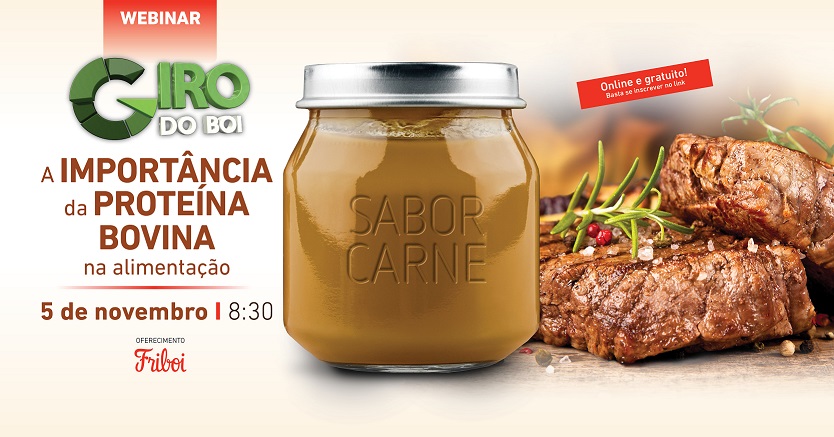 WEBINAR
GIRO
DO BOI
A IMPORTÂNCIA
da PROTEÍNA
BOVINA
na alimentação
5 de novembro | 8:30
OFERECIMENTO
Friboi
SABOR
CARNE
Online e gratuito!
Basta se inscrever no link